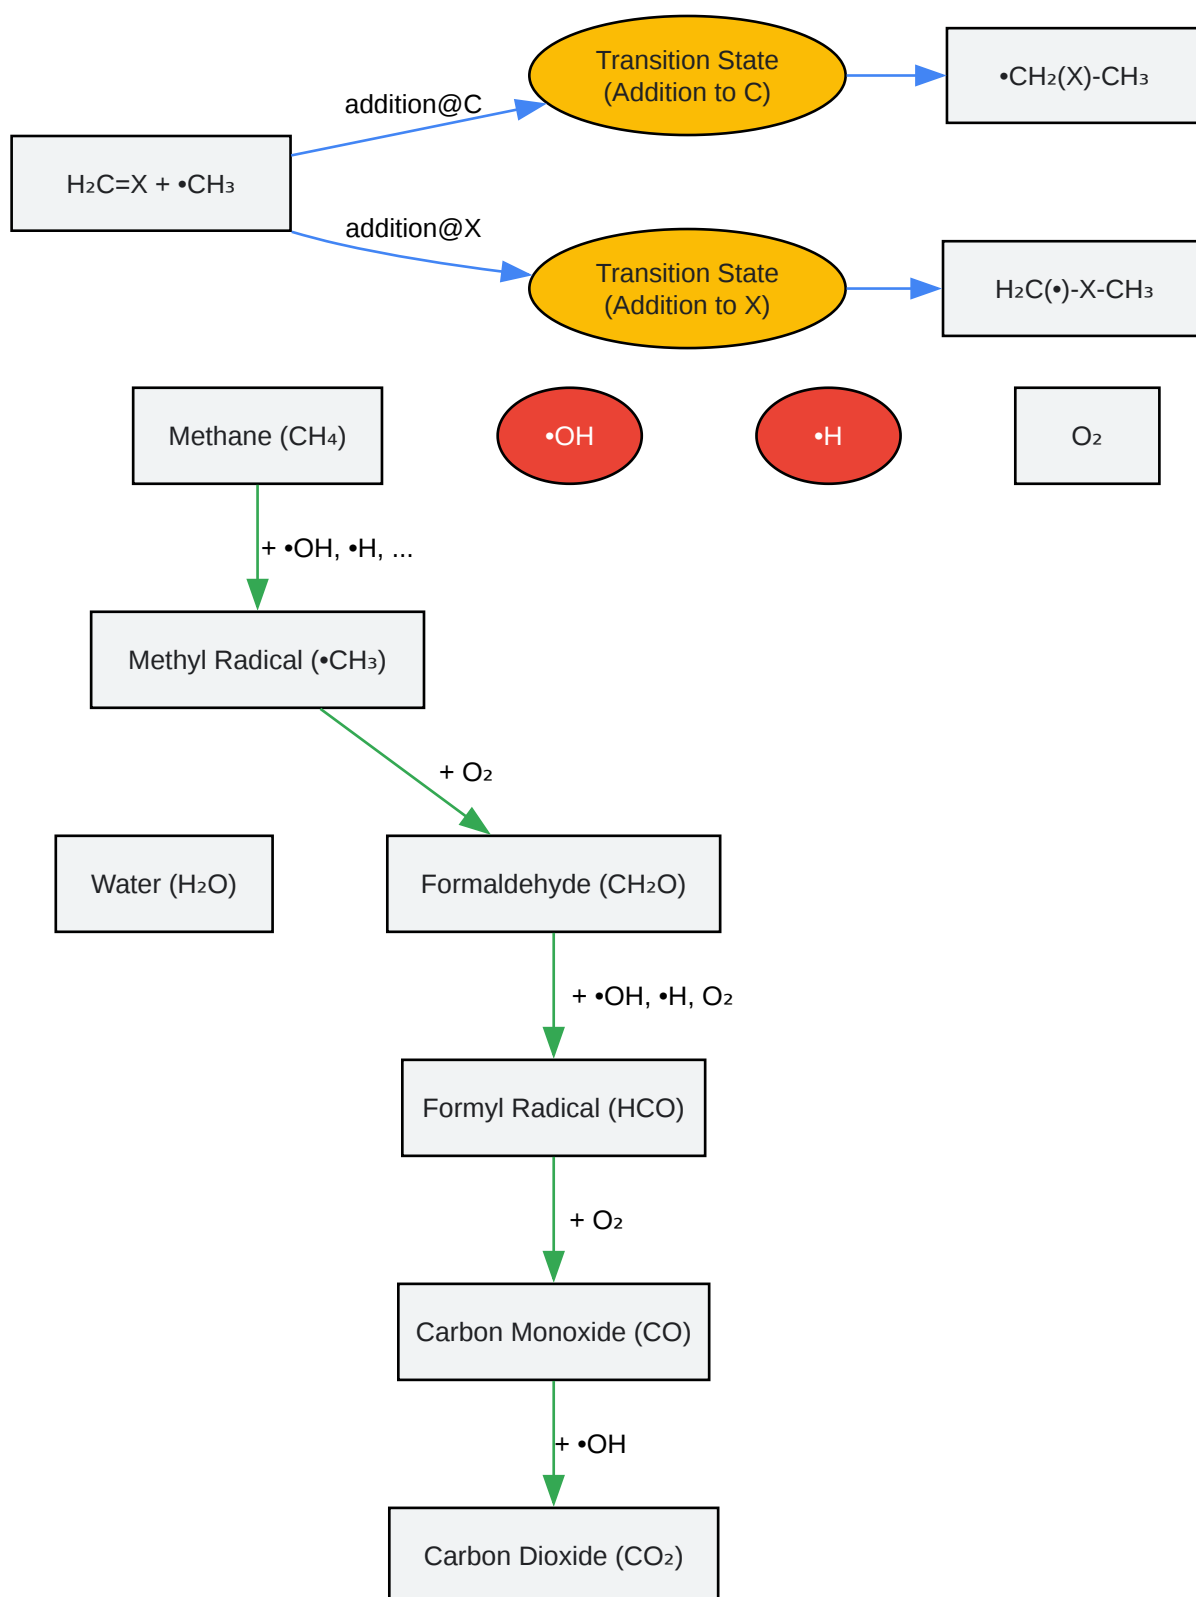 Transition State
(Addition to C)
•CH₂(X)-CH₃
addition@C
H₂C=X + •CH₃
addition@X
Transition State
(Addition to X)
H₂C(•)-X-CH₃
Methane (CH₄)
•OH
•H
O₂
+ •OH, •H, ...
Methyl Radical (•CH₃)
+ O₂
Water (H₂O)
Formaldehyde (CH₂O)
+ •OH, •H, O₂
Formyl Radical (HCO)
+ O₂
Carbon Monoxide (CO)
+ •OH
Carbon Dioxide (CO₂)